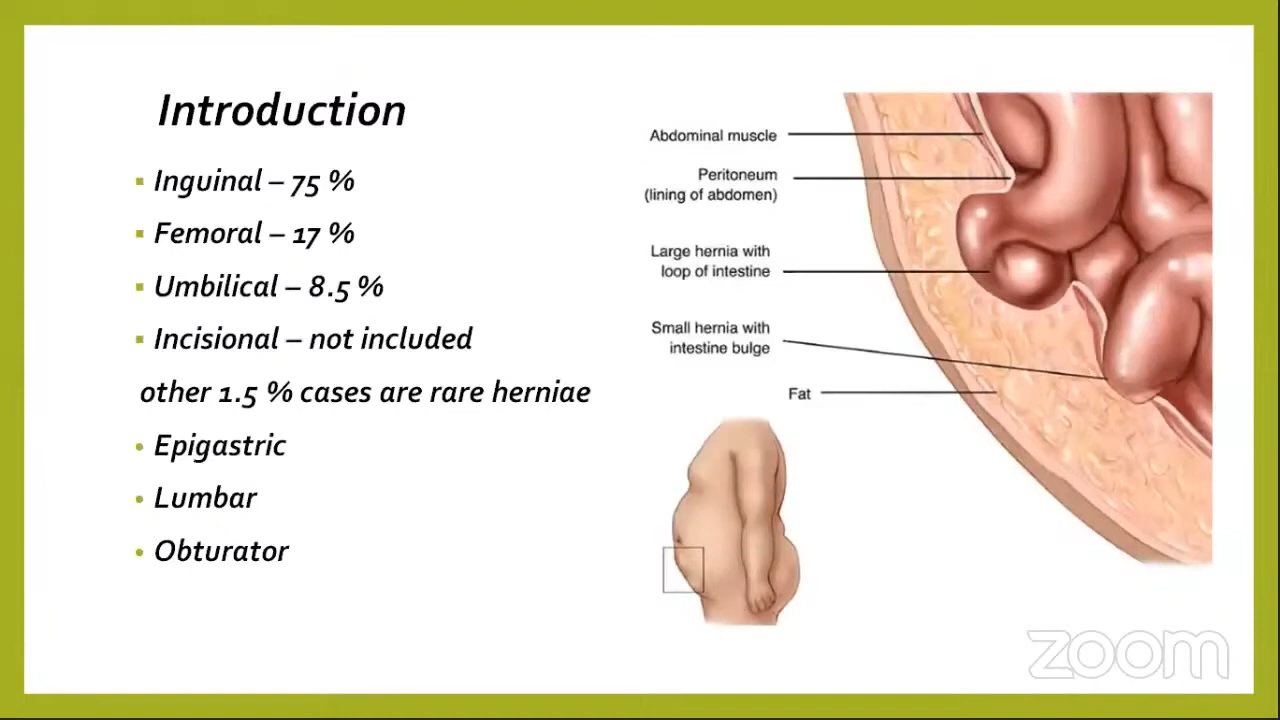 Introduction
Inguinal – 75 %
Femoral – 17 %
Umbilical – 8.5 %
Incisional – not included
other 1.5 % cases are rare herniae
Epigastric
Lumbar
Obturator
Abdominal muscle
Peritoneum
(lining of abdomen)
Large hernia with
loop of intestine
Small hernia with
intestine bulge
Fat
zoom